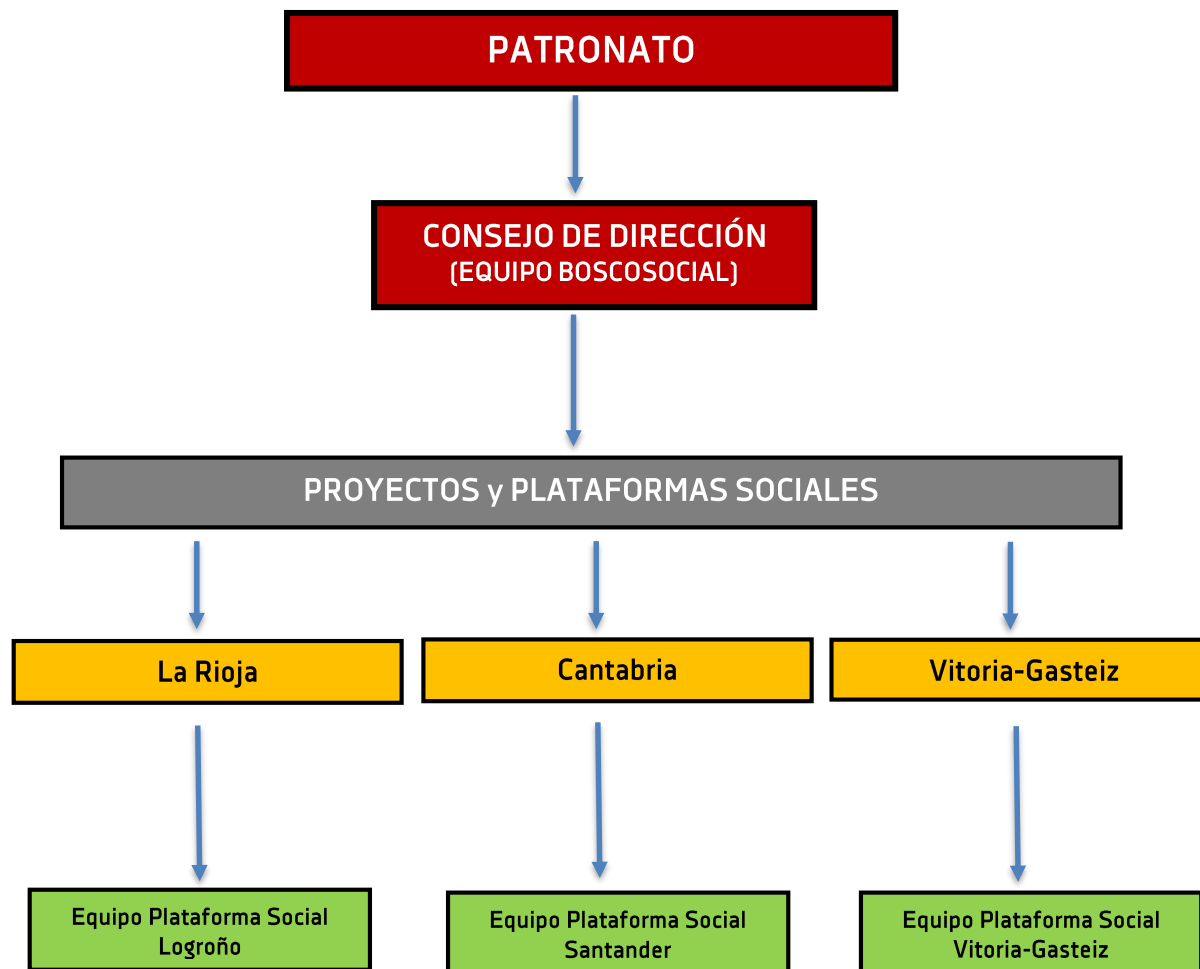 PATRONATO
CONSEJO DE DIRECCIÓN
(EQUIPO BOSCOSOCIAL)
PROYECTOS y PLATAFORMAS SOCIALES
La Rioja
Cantabria
Vitoria-Gasteiz
Equipo Plataforma Social
Logroño
Equipo Plataforma Social
Santander
Equipo Plataforma Social
Vitoria-Gasteiz